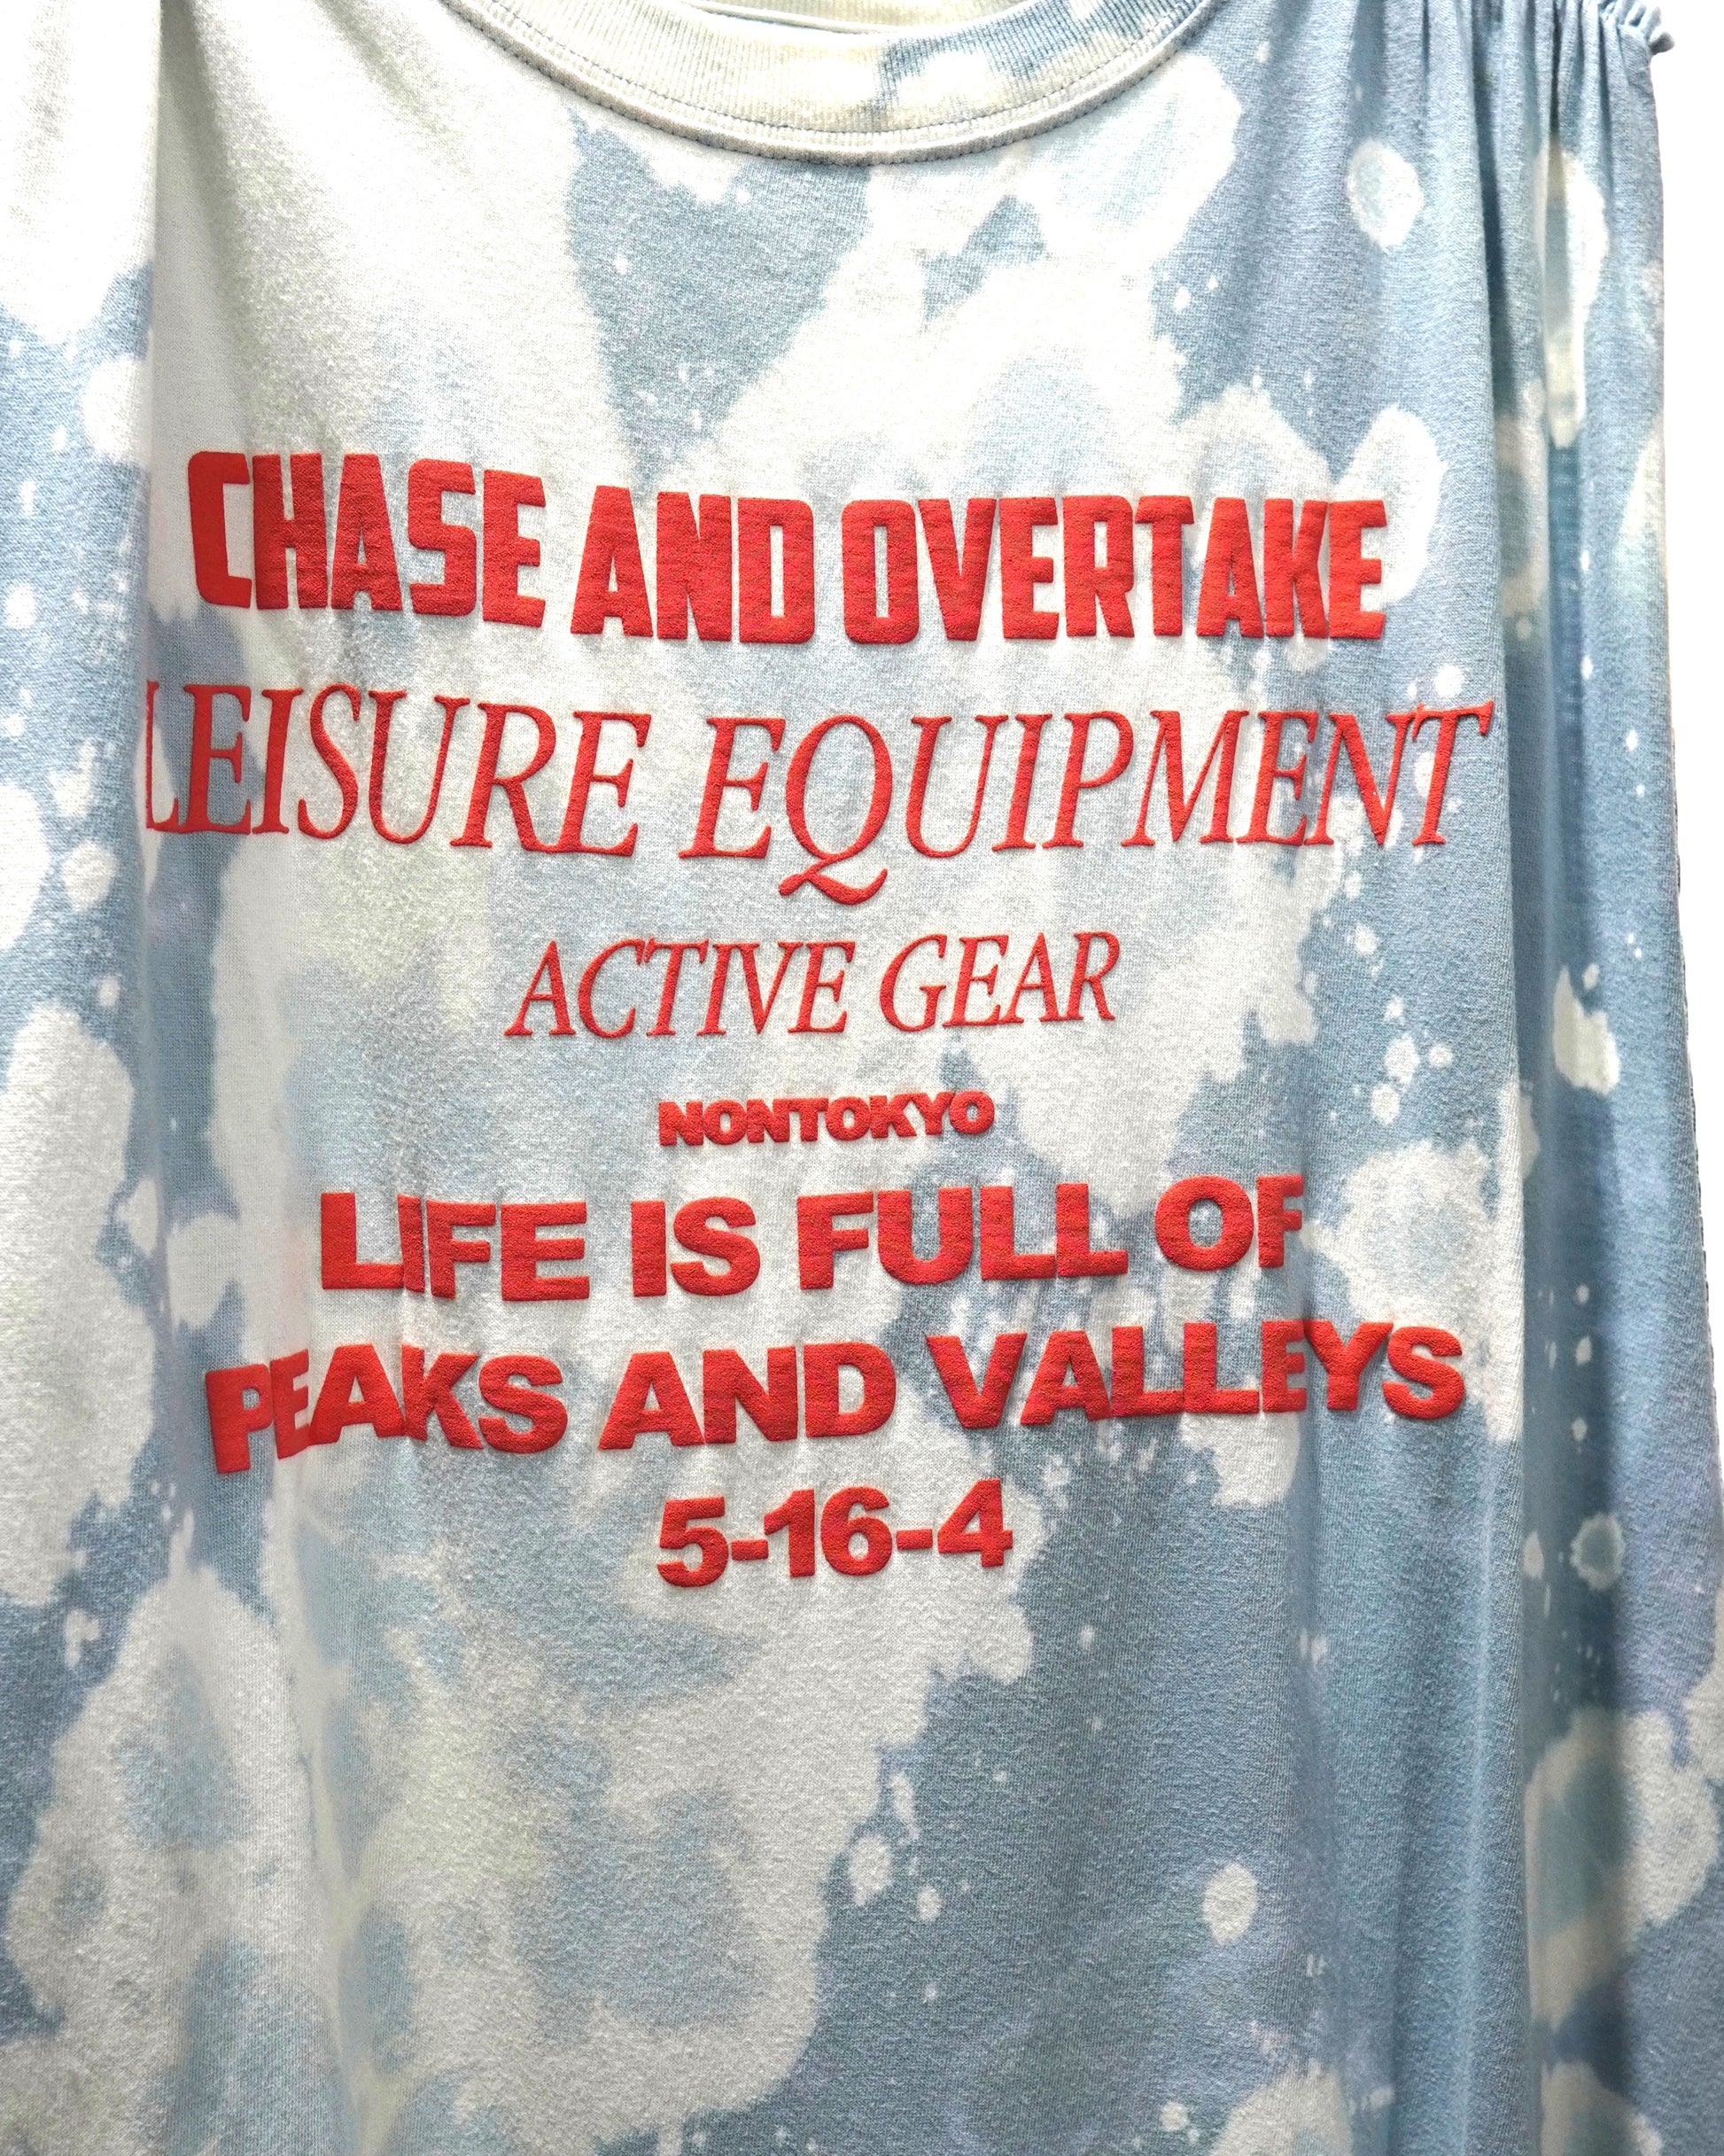 CHASE AND OVERTAKE
LEISURE EQUIPMENT
ACTIVE GEAR
NONTOKYO
LIFE IS FULL OF
PEAKS AND VALLEYS
5-16-4